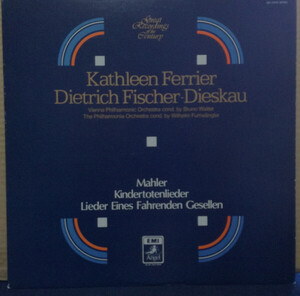 Great
Recordings
of the
Century
Kathleen Ferrier
Dietrich Fischer-Dieskau
Vienna Philharmonic Orchestra cond. by Bruno Walter
The Philharmonia Orchestra cond. by Wilhelm Furtwängler
Mahler
Kindertotenlieder
Lieder Eines Fahrenden Gesellen
EMI
Angel